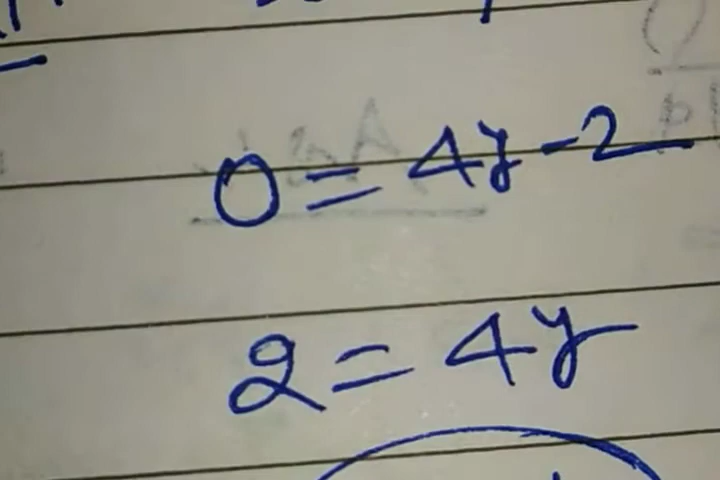 0 = 4y - 2
2 = 4y